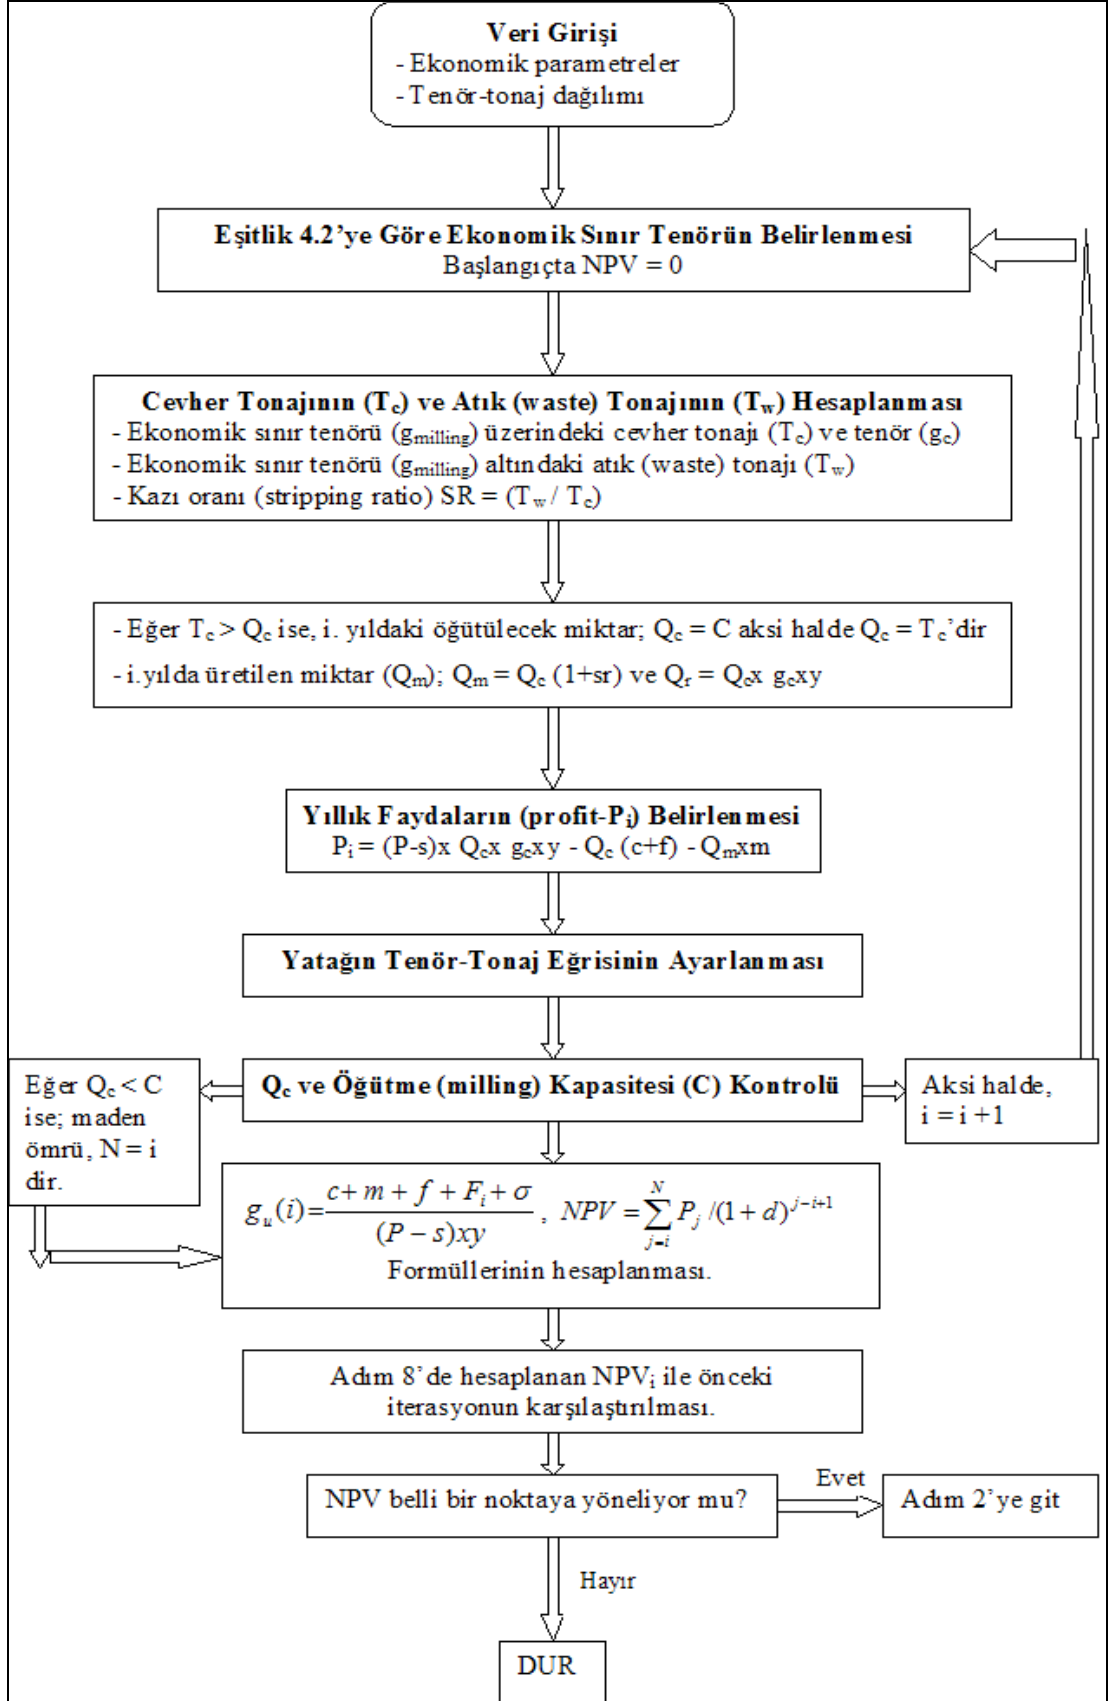 Veri Girişi
- Ekonomik parametreler
- Tenör-tonaj dağılımı
Eşitlik 4.2’ye Göre Ekonomik Sınır Tenörün Belirlenmesi
Başlangıçta NPV = 0
Cevher Tonajının (Tc) ve Atık (waste) Tonajının (Tw) Hesaplanması
- Ekonomik sınır tenörü (gmilling) üzerindeki cevher tonajı (Tc) ve tenör (gc)
- Ekonomik sınır tenörü (gmilling) altındaki atık (waste) tonajı (Tw)
- Kazı oranı (stripping ratio) SR = (Tw / Tc)
- Eğer Tc > Qc ise, i. yıldaki öğütülecek miktar; Qc = C aksi halde Qc = Tc’dir
- i.yılda üretilen miktar (Qm); Qm = Qc (1+sr) ve Qr = Qcx gcxy
Yıllık Faydaların (profit-Pi) Belirlenmesi
Pi = (P-s)x Qcx gcxy - Qc (c+f) - Qmxm
Yatağın Tenör-Tonaj Eğrisinin Ayarlanması
Eğer Qc < C
ise; maden
ömrü, N = i
dir.
Qc ve Öğütme (milling) Kapasitesi (C) Kontrolü
Aksi halde,
i = i +1
gu(i)=(c+m+f+Fi+σ)/((P−s)xy) , NPV=∑j=i^N Pj/(1+d)^(j−i+1)
Formüllerinin hesaplanması.
Adım 8’de hesaplanan NPVi ile önceki
iterasyonun karşılaştırılması.
NPV belli bir noktaya yöneliyor mu?
Evet
Adım 2’ye git
Hayır
DUR